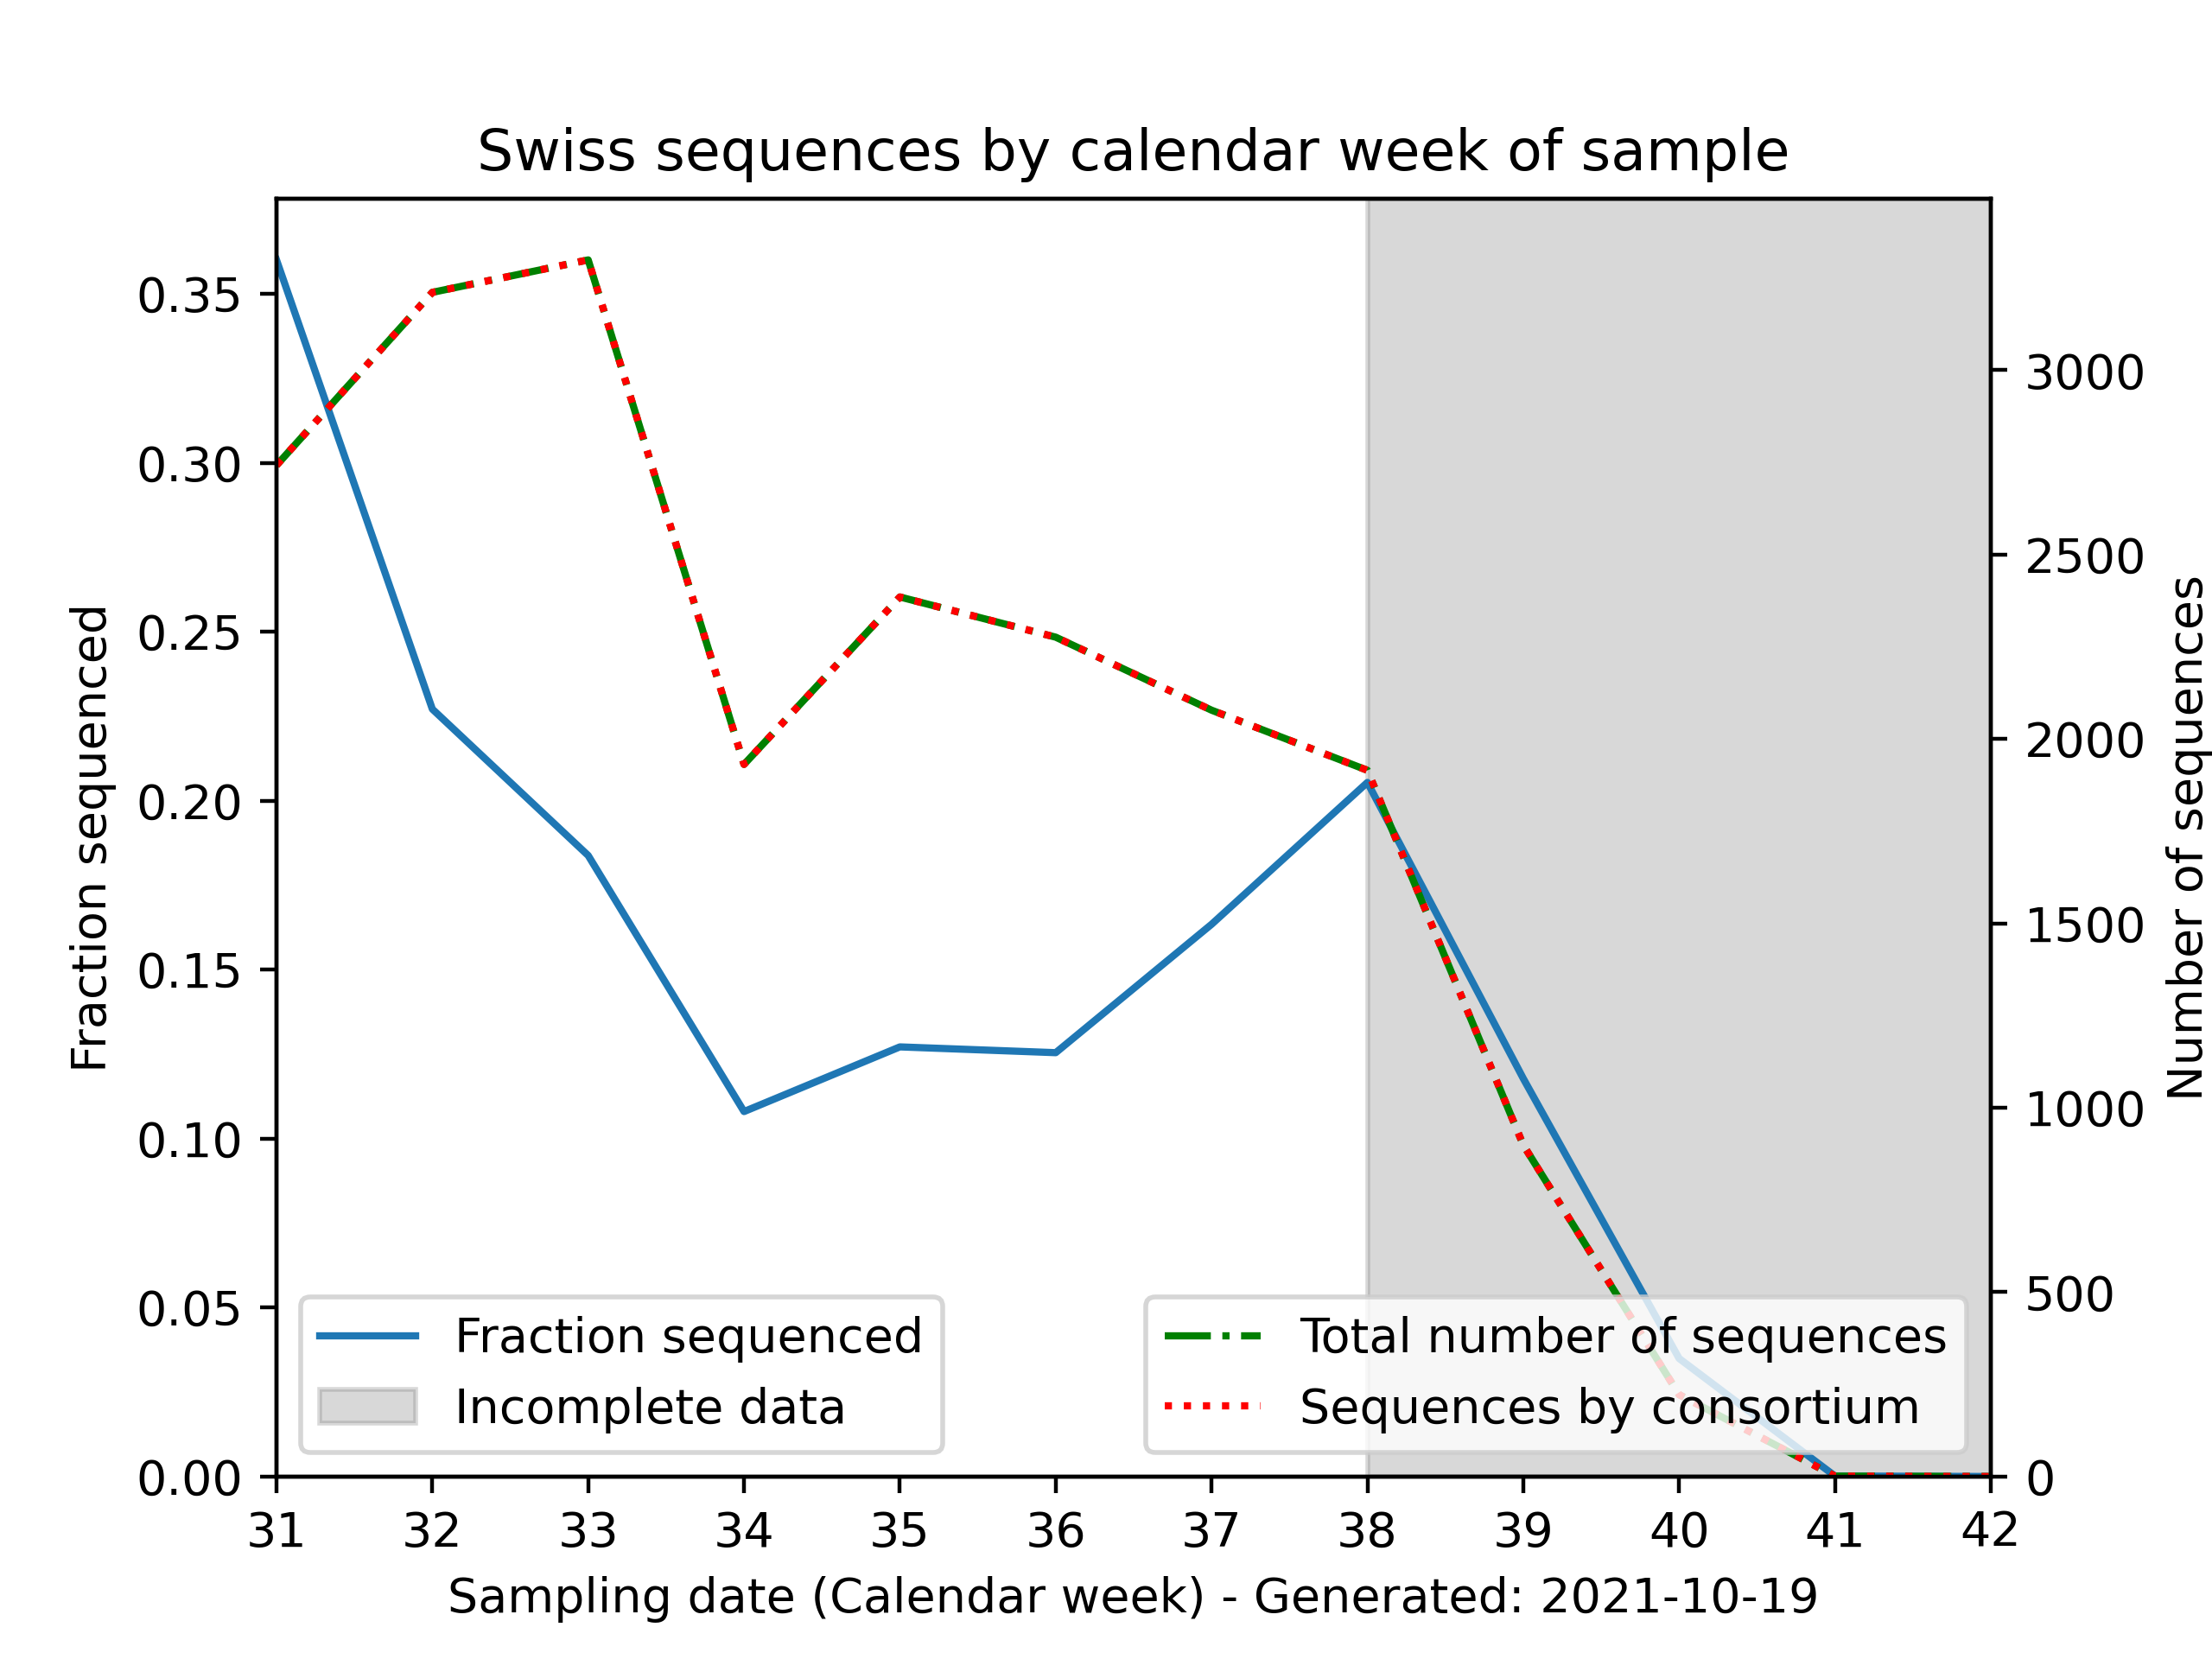 Swiss sequences by calendar week of sample
Fraction sequenced
0.35
0.30
0.25
0.20
0.15
0.10
0.05
0.00
3000
2500
2000
1500
1000
500
0
Number of sequences
Fraction sequenced
Incomplete data
Total number of sequences
Sequences by consortium
31 32 33 34 35 36 37 38 39 40 41 42
Sampling date (Calendar week) - Generated: 2021-10-19